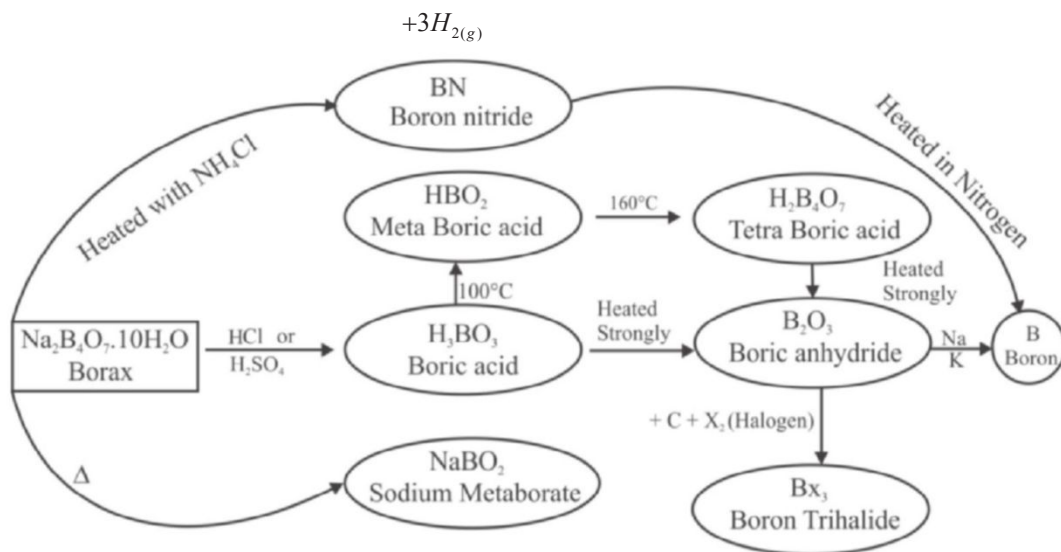 +3H₂(g)
BN
Boron nitride
Heated with NH₄Cl
Heated in Nitrogen
HBO₂
Meta Boric acid
160°C
H₂B₄O₇
Tetra Boric acid
100°C
Heated
Strongly
Na₂B₄O₇.10H₂O
Borax
HCl or
H₂SO₄
H₃BO₃
Boric acid
Heated
Strongly
B₂O₃
Boric anhydride
Na
K
B
Boron
+ C + X₂(Halogen)
Δ
NaBO₂
Sodium Metaborate
Bx₃
Boron Trihalide